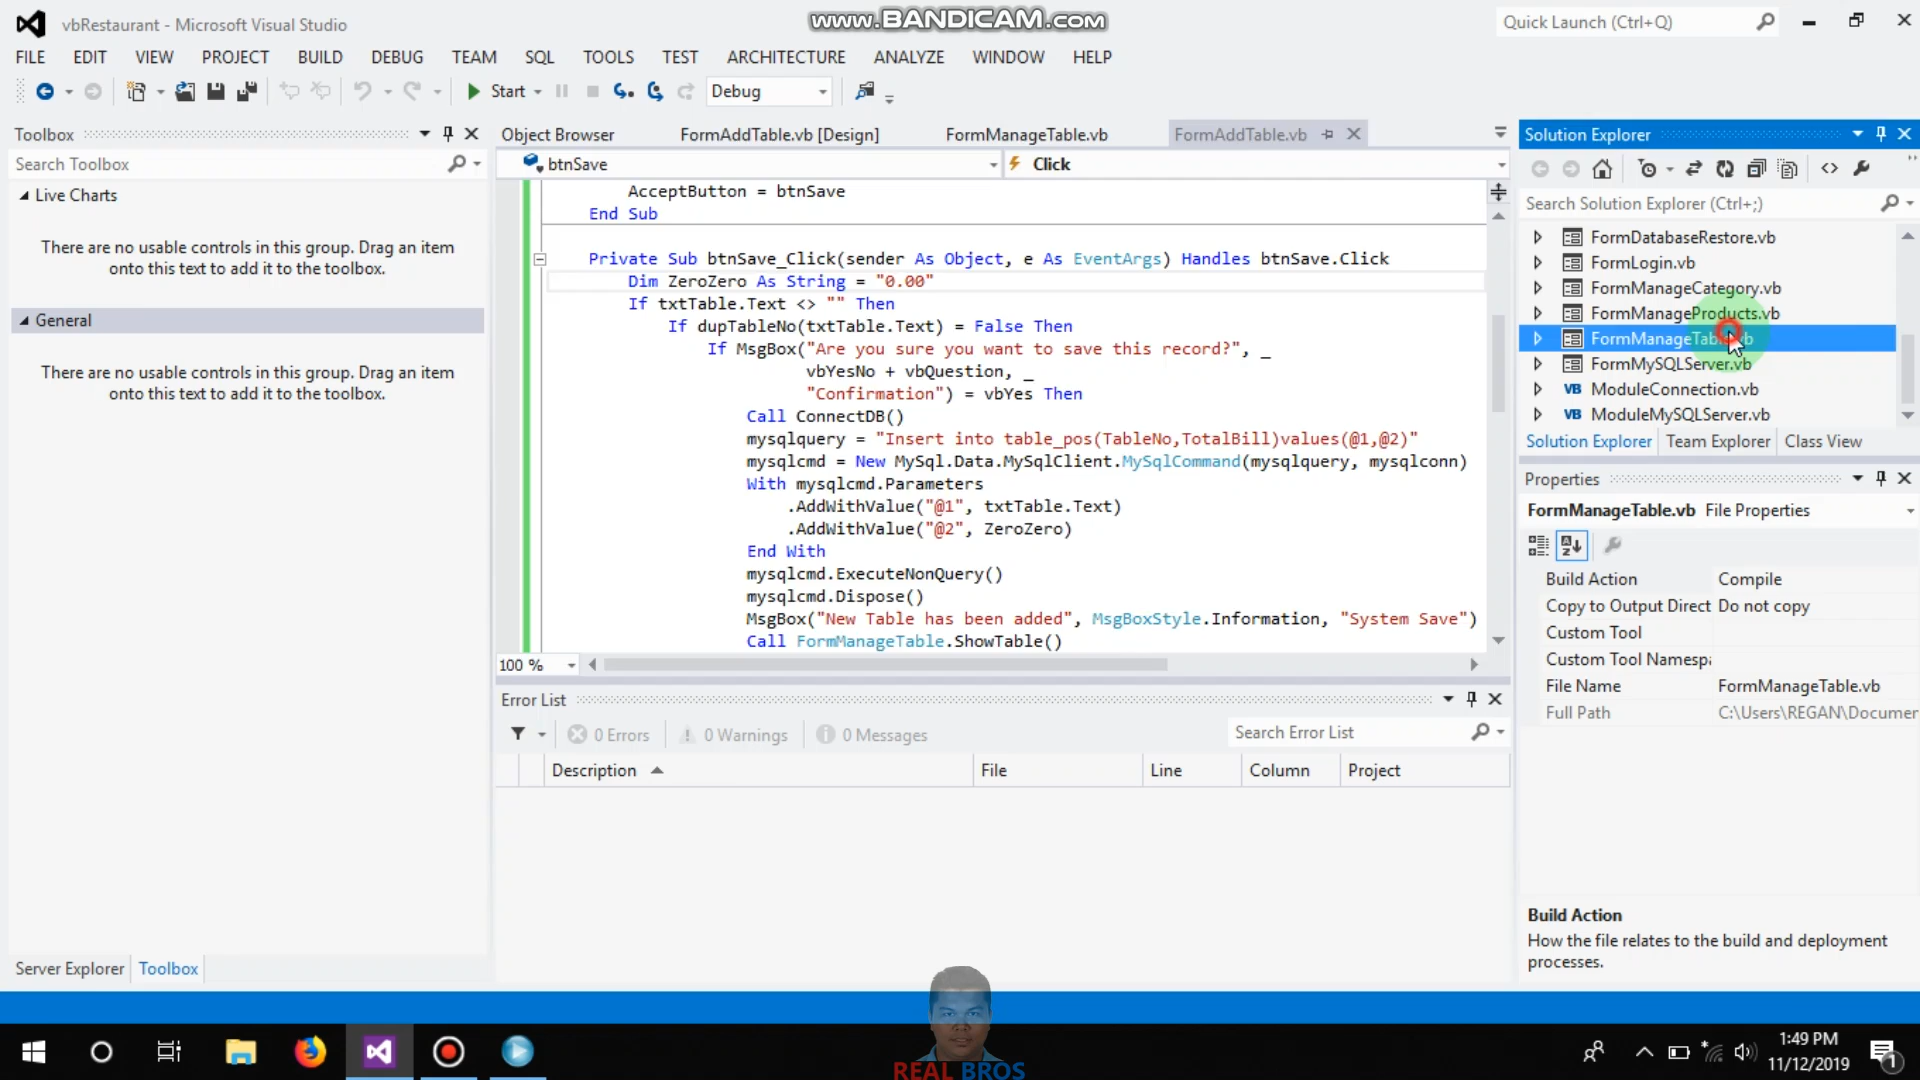 vbRestaurant - Microsoft Visual Studio
www.BANDICAM.com
Quick Launch (Ctrl+Q)
FILE EDIT VIEW PROJECT BUILD DEBUG TEAM SQL TOOLS TEST ARCHITECTURE ANALYZE WINDOW HELP
Start Debug
Toolbox
Search Toolbox
Live Charts
There are no usable controls in this group. Drag an item
onto this text to add it to the toolbox.
General
There are no usable controls in this group. Drag an item
onto this text to add it to the toolbox.
Server Explorer Toolbox
Object Browser FormAddTable.vb [Design] FormManageTable.vb FormAddTable.vb
btnSave Click
AcceptButton = btnSave
End Sub
Private Sub btnSave_Click(sender As Object, e As EventArgs) Handles btnSave.Click
Dim ZeroZero As String = "0.00"
If txtTable.Text <> "" Then
If dupTableNo(txtTable.Text) = False Then
If MsgBox("Are you sure you want to save this record?", _
vbYesNo + vbQuestion, _
"Confirmation") = vbYes Then
Call ConnectDB()
mysqlquery = "Insert into table_pos(TableNo,TotalBill)values(@1,@2)"
mysqlcmd = New MySql.Data.MySqlClient.MySqlCommand(mysqlquery, mysqlconn)
With mysqlcmd.Parameters
.AddWithValue("@1", txtTable.Text)
.AddWithValue("@2", ZeroZero)
End With
mysqlcmd.ExecuteNonQuery()
mysqlcmd.Dispose()
MsgBox("New Table has been added", MsgBoxStyle.Information, "System Save")
Call FormManageTable.ShowTable()
100 %
Error List
0 Errors 0 Warnings 0 Messages
Search Error List
Description File Line Column Project
Solution Explorer
Search Solution Explorer (Ctrl+;)
FormDatabaseRestore.vb
FormLogin.vb
FormManageCategory.vb
FormManageProducts.vb
FormManageTable.vb
FormMySQLServer.vb
VB ModuleConnection.vb
VB ModuleMySQLServer.vb
Solution Explorer Team Explorer Class View
Properties
FormManageTable.vb File Properties
Build Action Compile
Copy to Output Direct Do not copy
Custom Tool
Custom Tool Namespa
File Name FormManageTable.vb
Full Path C:\Users\REGAN\Documen
Build Action
How the file relates to the build and deployment
processes.
REAL BROS
1:49 PM
11/12/2019
1